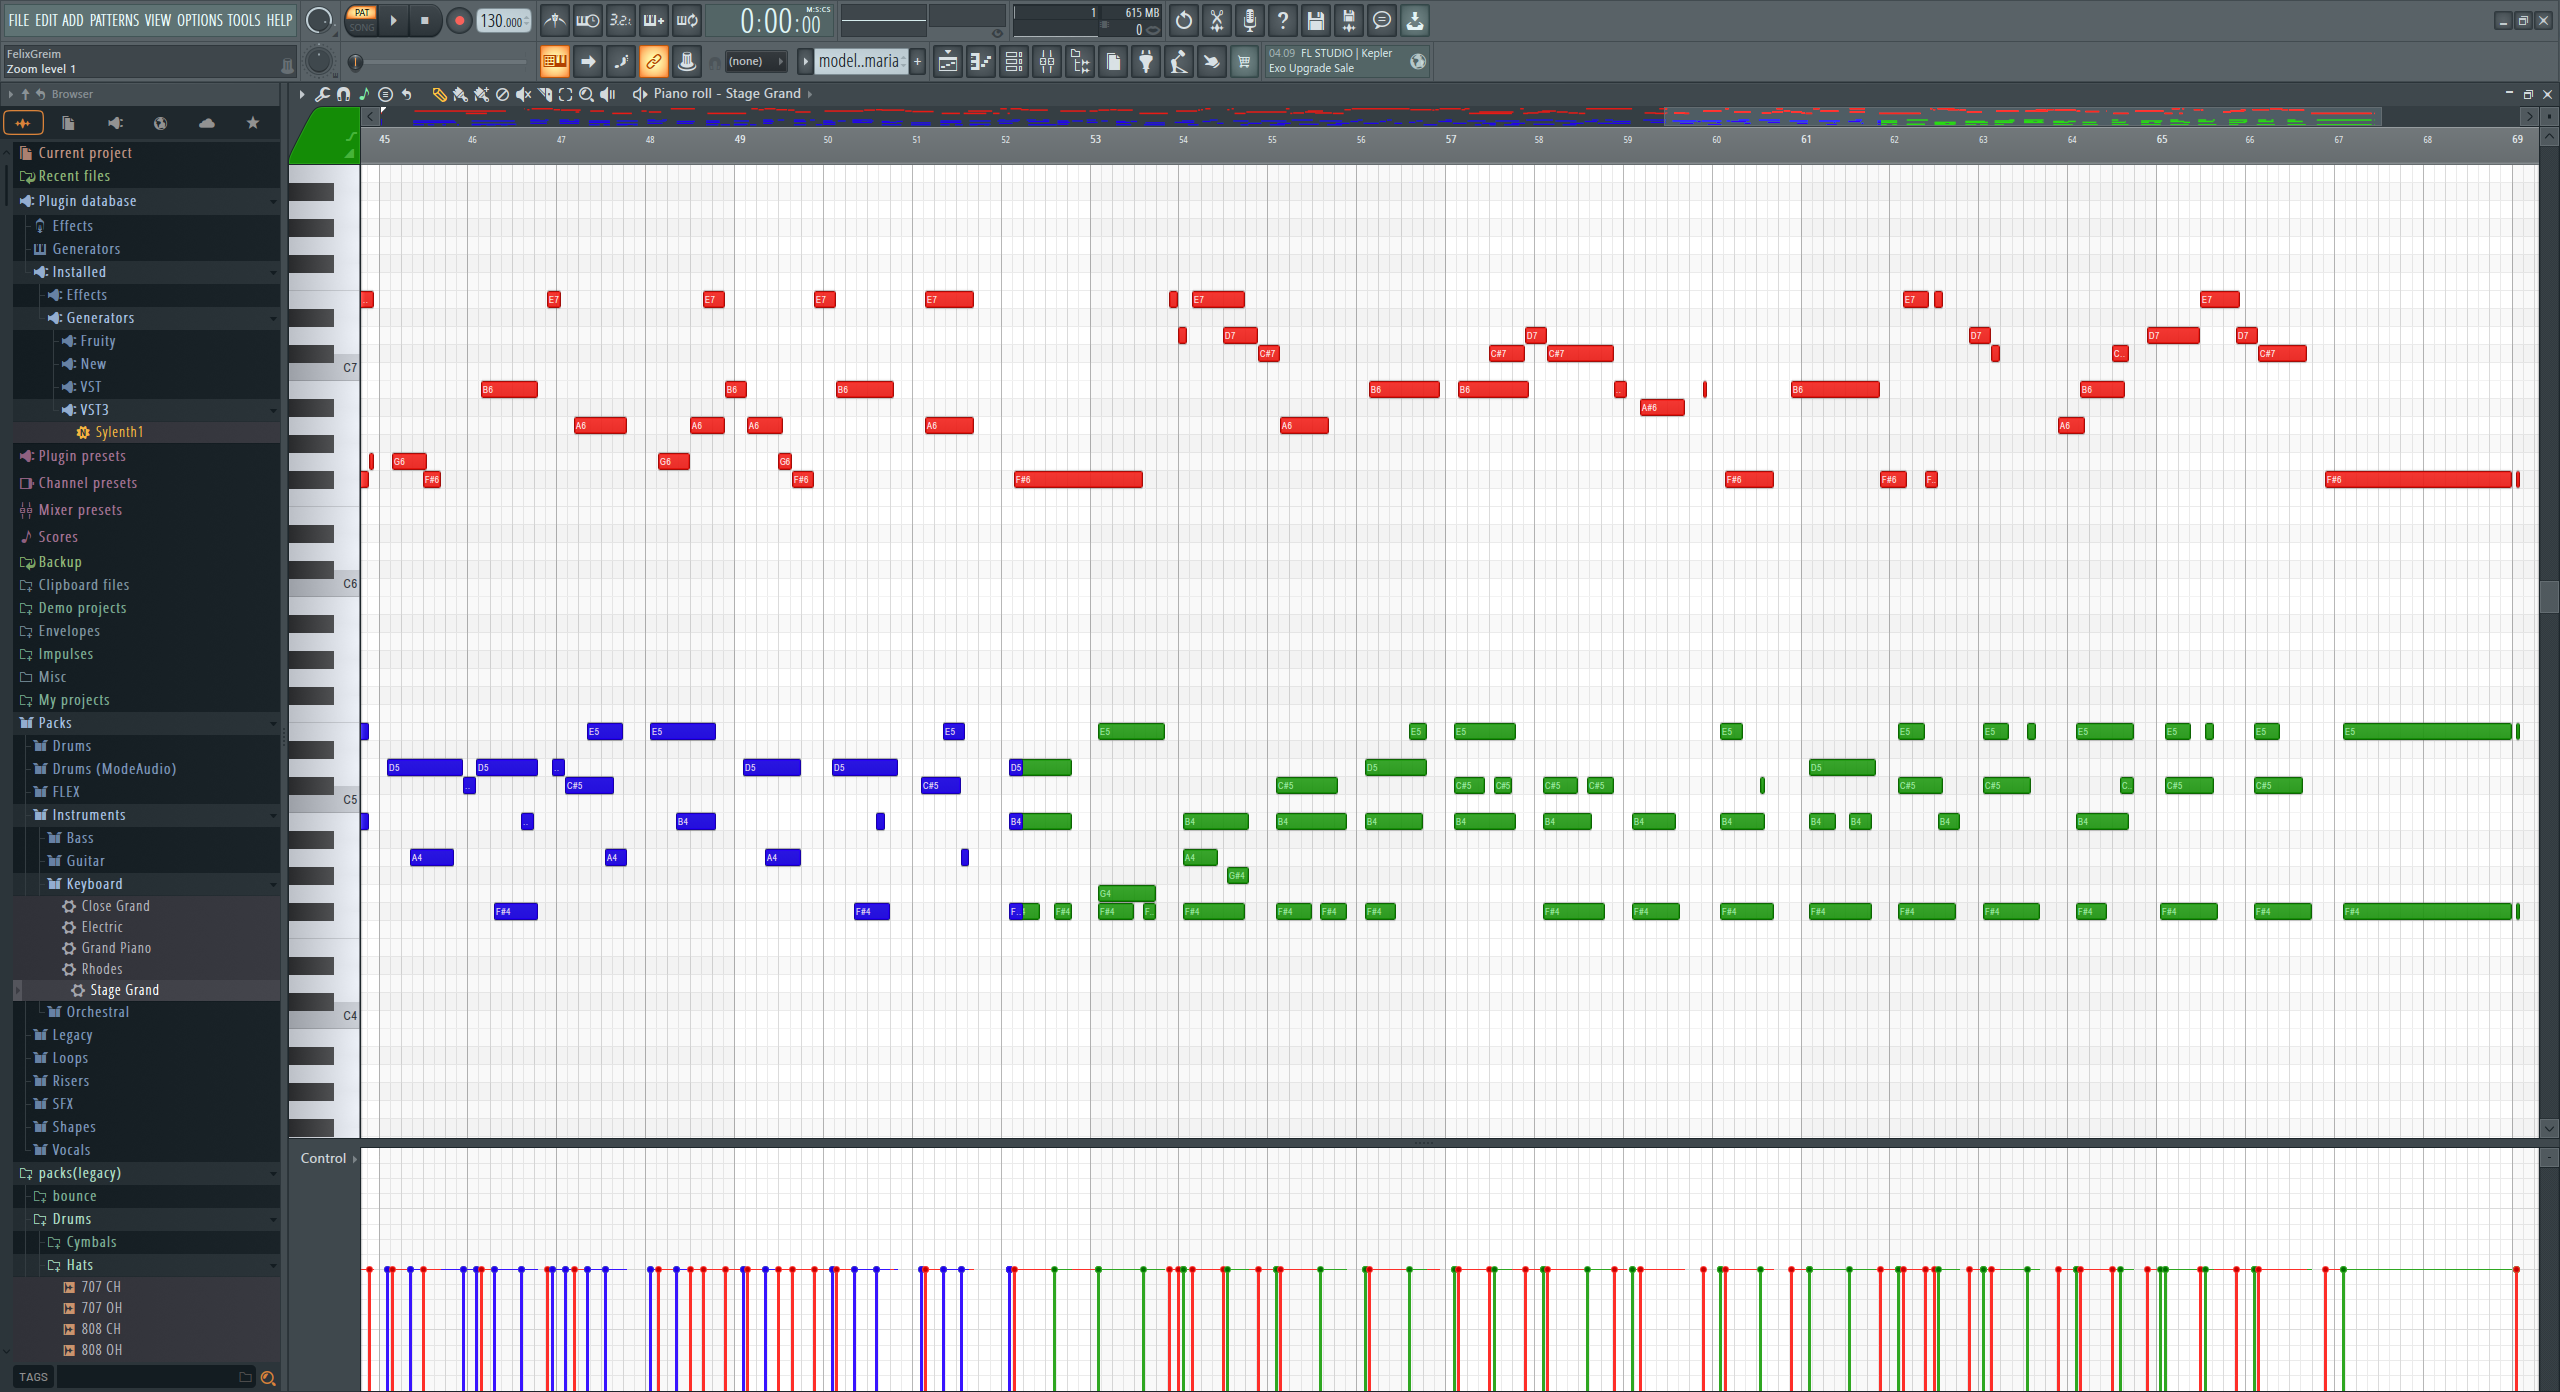 FILE EDIT ADD PATTERNS VIEW OPTIONS TOOLS HELP
PAT
SONG
130.000
3.2.
M:S:CS
0:00:00
1
615 MB
0
FelixGreim
Zoom level 1
(none)
model..maria
04.09 FL STUDIO | Kepler
Exo Upgrade Sale
Browser
Piano roll - Stage Grand
Current project
Recent files
Plugin database
Effects
Generators
Installed
Effects
Generators
Fruity
New
VST
VST3
Sylenth1
Plugin presets
Channel presets
Mixer presets
Scores
Backup
Clipboard files
Demo projects
Envelopes
Impulses
Misc
My projects
Packs
Drums
Drums (ModeAudio)
FLEX
Instruments
Bass
Guitar
Keyboard
Close Grand
Electric
Grand Piano
Rhodes
Stage Grand
Orchestral
Legacy
Loops
Risers
SFX
Shapes
Vocals
packs(legacy)
bounce
Drums
Cymbals
Hats
707 CH
707 OH
808 CH
808 OH
TAGS
45 46 47 48 49 50 51 52 53 54 55 56 57 58 59 60 61 62 63 64 65 66 67 68 69
E7 E7 E7 E7 E7 E7 E7
D7 D7 D7 D7 D7
C#7 C#7 C#7 C.. C#7
C7
B6 B6 B6 B6 B6 B6 B6
A#6
A6 A6 A6 A6 A6 A6
G6 G6 G6
F#6 F#6 F#6 F#6 F#6 F.. F#6
C6
E5 E5 E5 E5 E5 E5 E5 E5 E5 E5 E5 E5 E5
D5 D5 D5 D5 D5 D5 D5
C#5 C#5 C#5 C#5 C#5 C#5 C#5 C#5 C#5 C.. C#5 C#5
C5
B4 B4 B4 B4 B4 B4 B4 B4 B4 B4 B4 B4 B4
A4 A4 A4 A4
G#4
G4
F#4 F#4 F.. F#4 F#4 F.. F#4 F#4 F#4 F#4 F#4 F#4 F#4 F#4 F#4 F#4 F#4 F#4 F#4 F#4
C4
Control